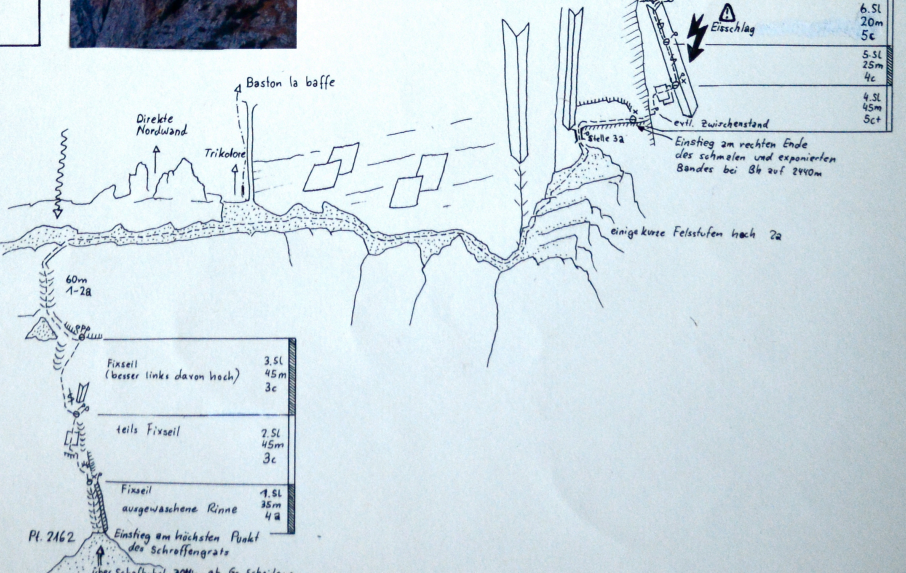 6.Sl
20m
5c
Eisschlag
5.Sl
25m
4c
4.Sl
45m
5c+
evtl. Zwischenstand
Stelle 3a
Einstieg am rechten Ende
des schmalen und exponierten
Bandes bei Bh auf 2440m
Baston la baffe
Direkte
Nordwand
Trikolore
einige kurze Felsstufen hoch 2a
60m
1-2a
Fixseil
(besser links davon hoch)
3.Sl
45m
3c
teils Fixseil
2.Sl
45m
3c
Fixseil
ausgewaschene Rinne
1.Sl
35m
4a
Pt. 2162
Einstieg am höchsten Punkt
des Schrofengrats